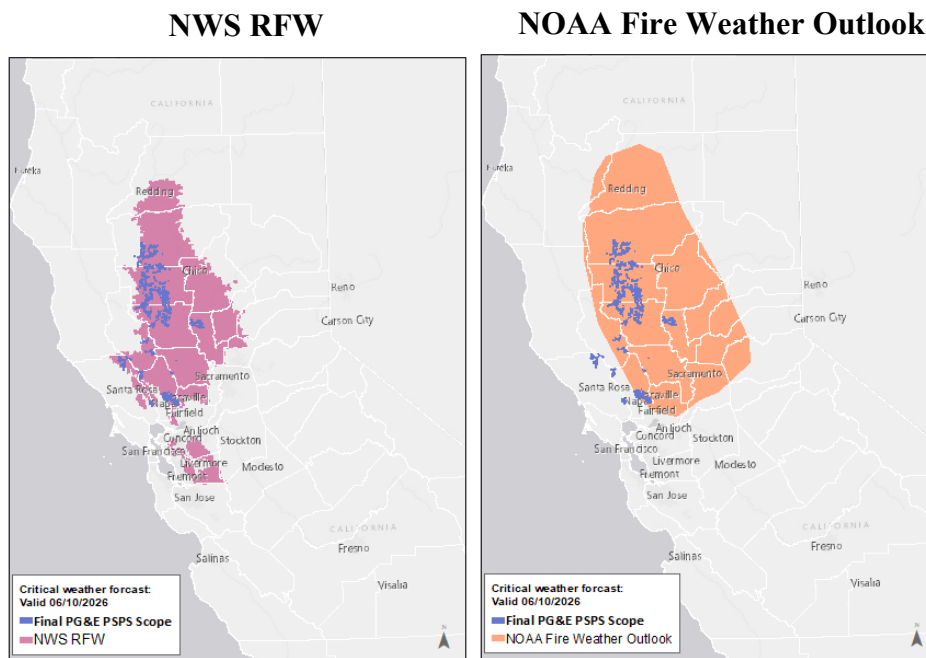 NWS RFW
CALIFORNIA
Eureka
Redding
Chico
Reno
Carson City
Sacramento
Santa Rosa
Fairfield
Antioch
Concord
Stockton
San Francisco
Livermore
Modesto
Fremont
San Jose
CALIFORNIA
Salinas
Fresno
Visalia
Critical weather forcast:
Valid 06/10/2026
Final PG&E PSPS Scope
NWS RFW
N
NOAA Fire Weather Outlook
CALIFORNIA
Eureka
Redding
Chico
Reno
Carson City
Sacramento
Santa Rosa
Fairfield
Antioch
Concord
Stockton
San Francisco
Livermore
Modesto
Fremont
San Jose
CALIFORNIA
Salinas
Fresno
Visalia
Critical weather forcast:
Valid 06/10/2026
Final PG&E PSPS Scope
NOAA Fire Weather Outlook
N